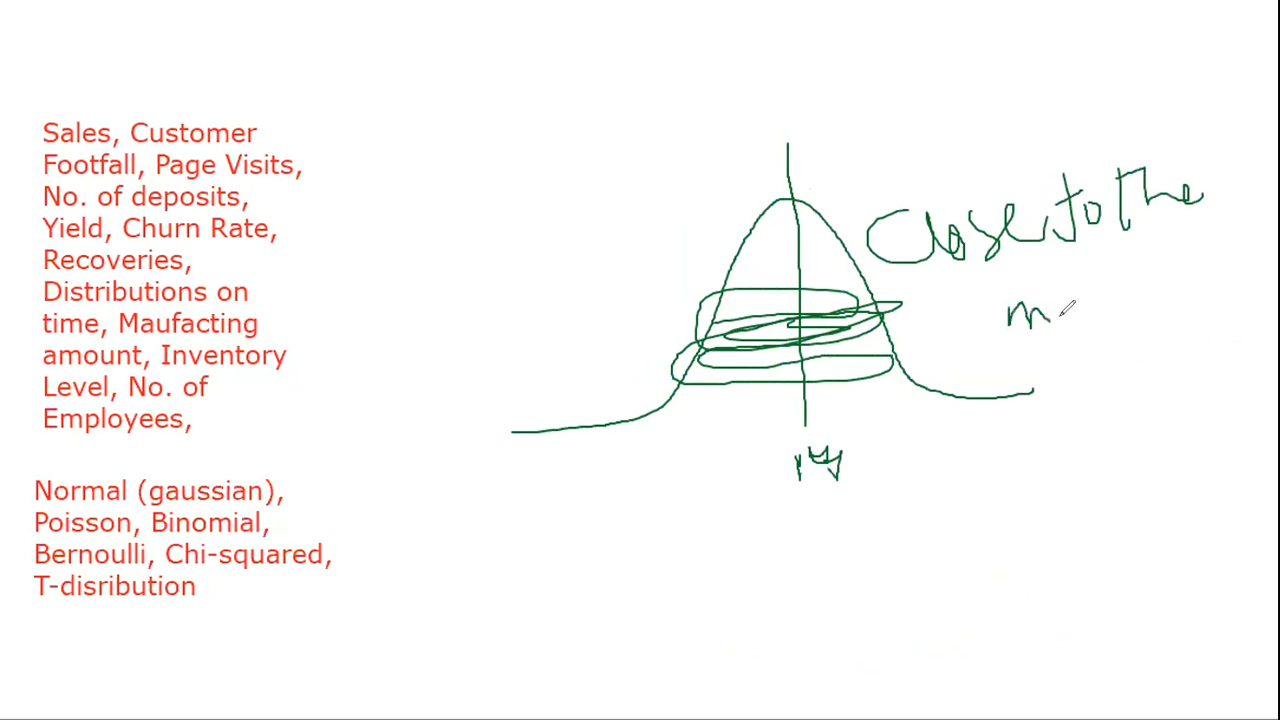 Sales, Customer
Footfall, Page Visits,
No. of deposits,
Yield, Churn Rate,
Recoveries,
Distributions on
time, Maufacting
amount, Inventory
Level, No. of
Employees,
Normal (gaussian),
Poisson, Binomial,
Bernoulli, Chi-squared,
T-disribution
Closer to the
m